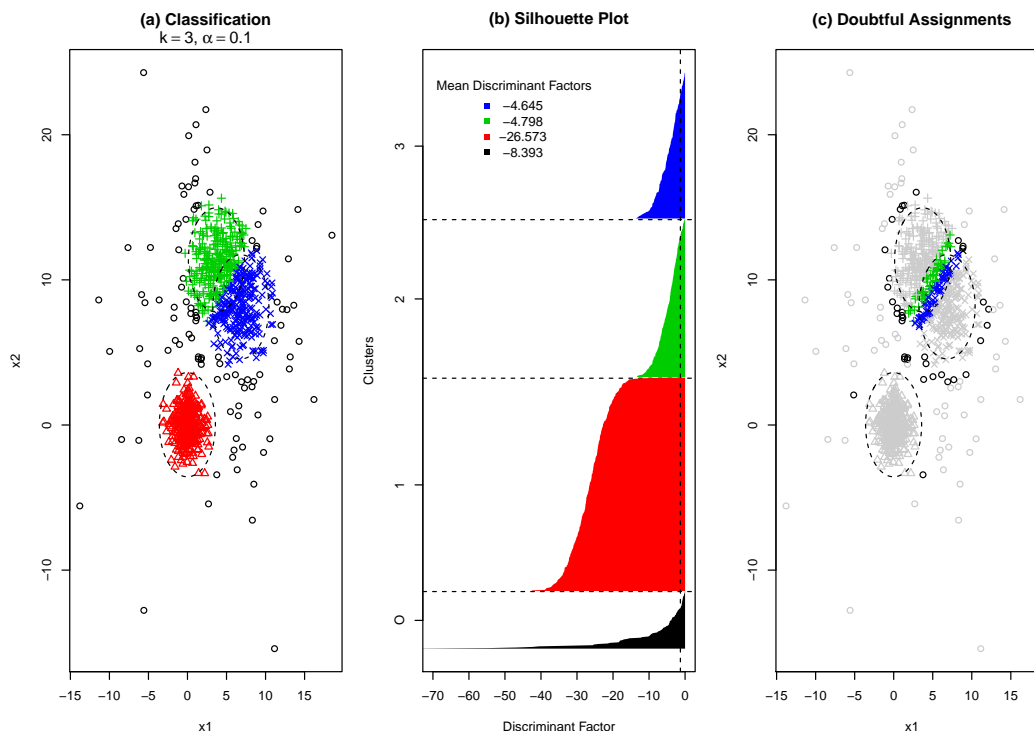 (a) Classification
k = 3, α = 0.1
20
10
0
−10
x2
−15 −10 −5 0 5 10 15
x1
(b) Silhouette Plot
Mean Discriminant Factors
−4.645
−4.798
−26.573
−8.393
3
2
1
O
Clusters
−70 −60 −50 −40 −30 −20 −10 0
Discriminant Factor
(c) Doubtful Assignments
20
10
0
−10
x2
−15 −10 −5 0 5 10 15
x1